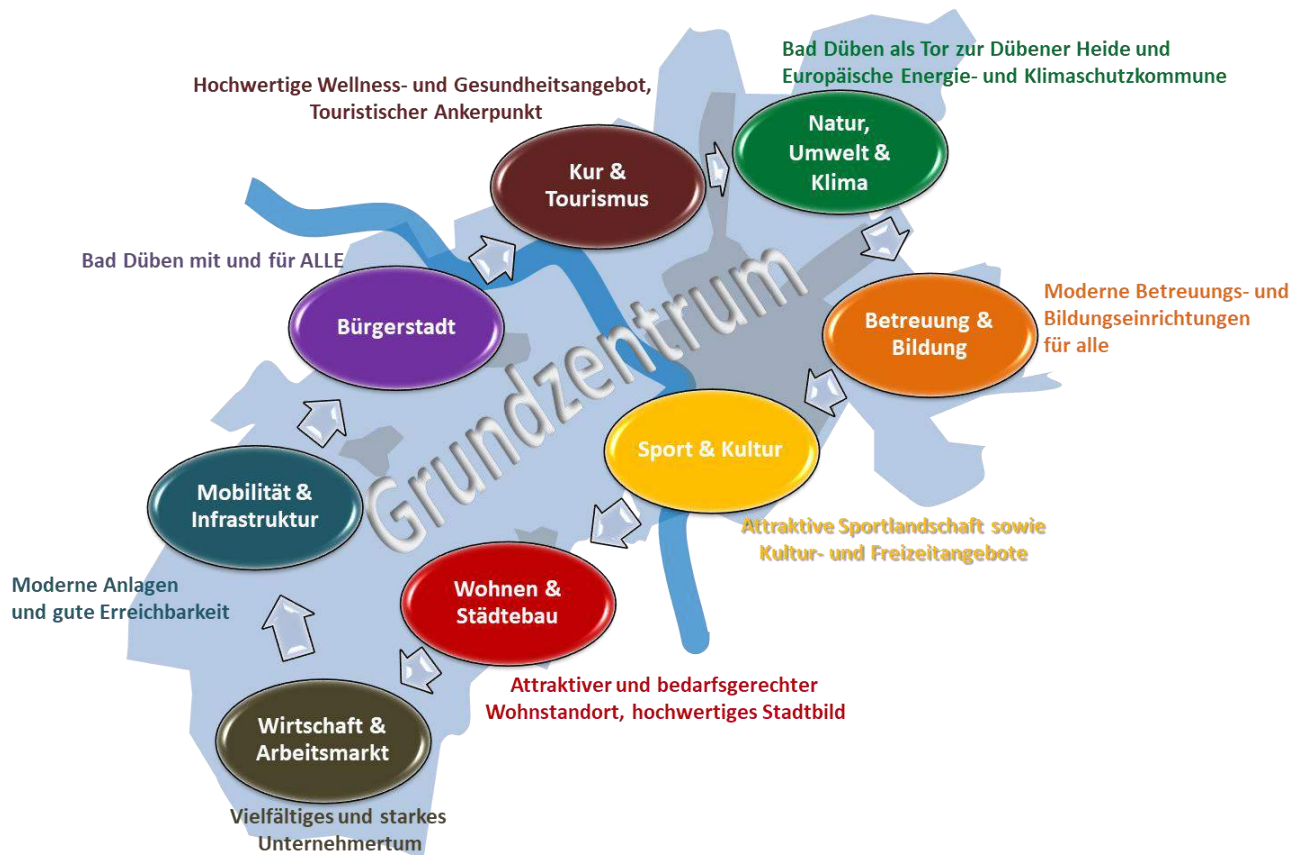 Bad Düben als Tor zur Dübener Heide und
Europäische Energie- und Klimaschutzkommune
Hochwertige Wellness- und Gesundheitsangebot,
Touristischer Ankerpunkt
Natur,
Umwelt &
Klima
Kur &
Tourismus
Bad Düben mit und für ALLE
Bürgerstadt
Moderne Betreuungs- und
Bildungseinrichtungen
für alle
Betreuung &
Bildung
Grundzentrum
Sport & Kultur
Attraktive Sportlandschaft sowie
Kultur- und Freizeitangebote
Mobilität &
Infrastruktur
Moderne Anlagen
und gute Erreichbarkeit
Wohnen &
Städtebau
Attraktiver und bedarfsgerechter
Wohnstandort, hochwertiges Stadtbild
Wirtschaft &
Arbeitsmarkt
Vielfältiges und starkes
Unternehmertum